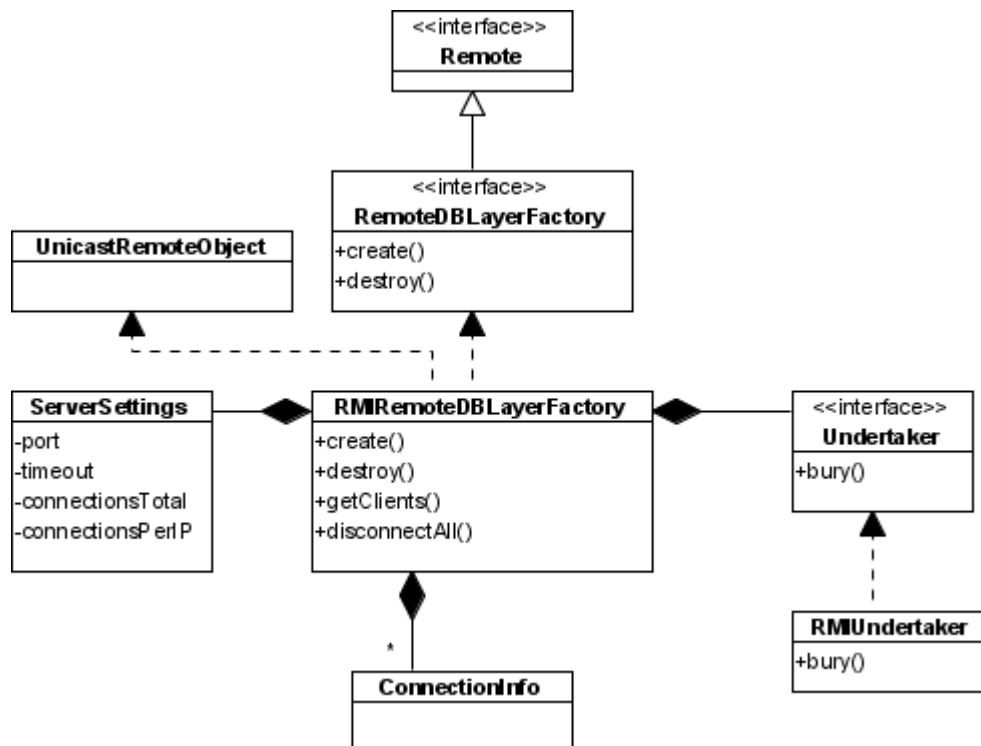 <<interface>>
Remote
<<interface>>
RemoteDBLayerFactory
+create()
+destroy()
UnicastRemoteObject
ServerSettings
-port
-timeout
-connectionsTotal
-connectionsPerIP
RMIRemoteDBLayerFactory
+create()
+destroy()
+getClients()
+disconnectAll()
<<interface>>
Undertaker
+bury()
RMIUndertaker
+bury()
*
ConnectionInfo